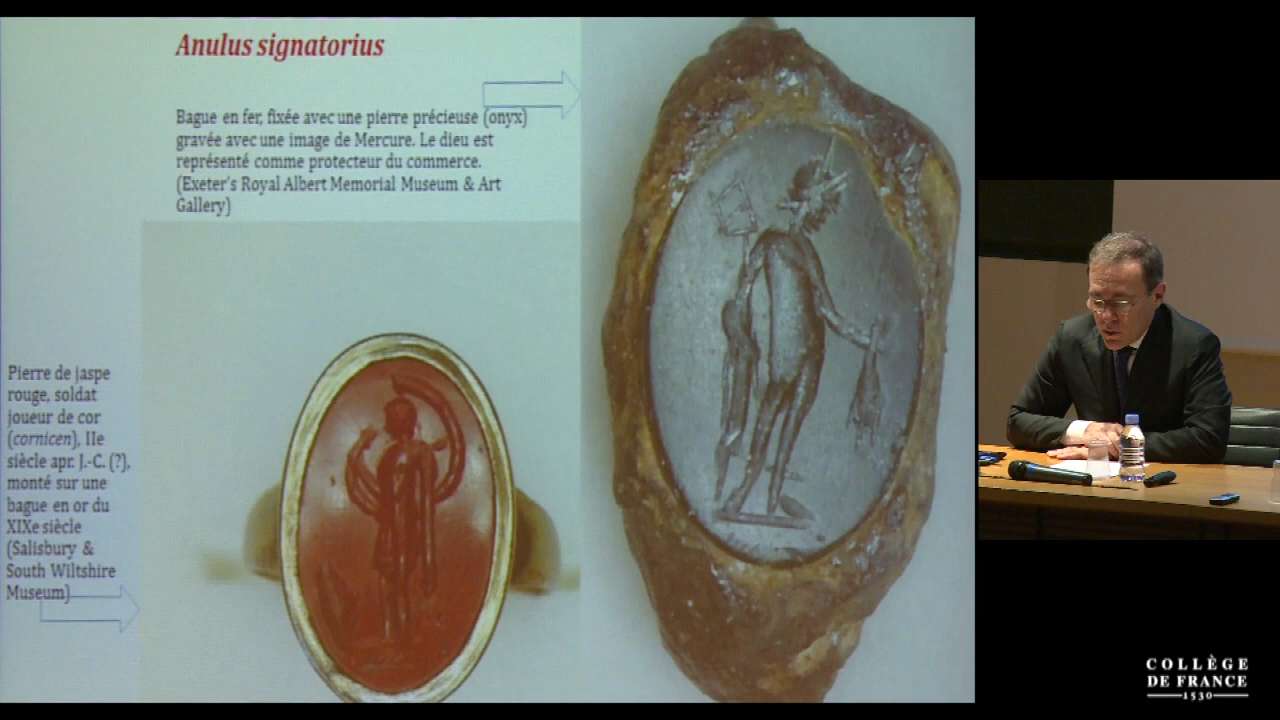 Anulus signatorius
Bague en fer, fixée avec une pierre précieuse (onyx)
gravée avec une image de Mercure. Le dieu est
représenté comme protecteur du commerce.
(Exeter's Royal Albert Memorial Museum & Art
Gallery)
Pierre de jaspe
rouge, soldat
joueur de cor
(cornicen), IIe
siècle apr. J.-C. (?),
monté sur une
bague en or du
XIXe siècle
(Salisbury &
South Wiltshire
Museum)
COLLÈGE
DE FRANCE
1530